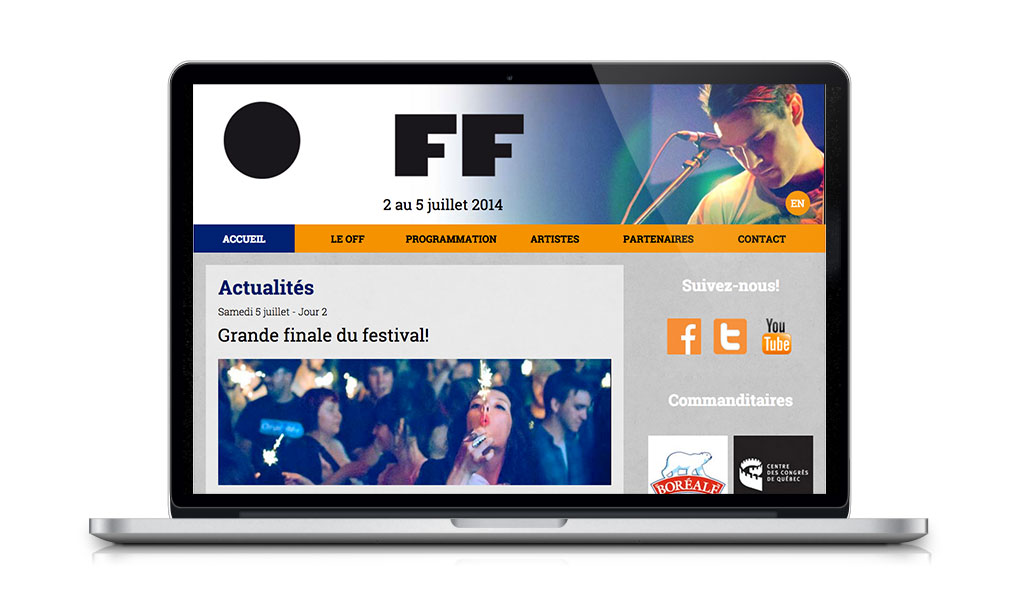 FF
2 au 5 juillet 2014
EN
ACCUEIL LE OFF PROGRAMMATION ARTISTES PARTENAIRES CONTACT
Actualités
Samedi 5 juillet - Jour 2
Grande finale du festival!
Suivez-nous!
f t You Tube
Commanditaires
BORÉALE
CENTRE
DES CONGRÈS
DE QUÉBEC